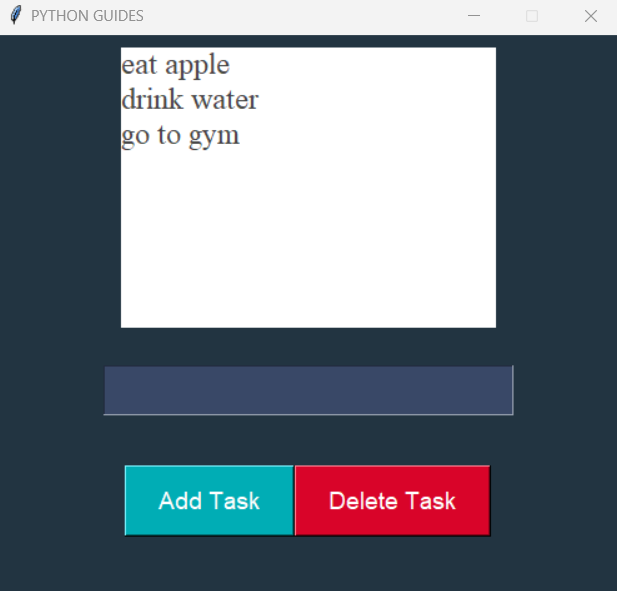 PYTHON GUIDES
eat apple
drink water
go to gym
Add Task
Delete Task